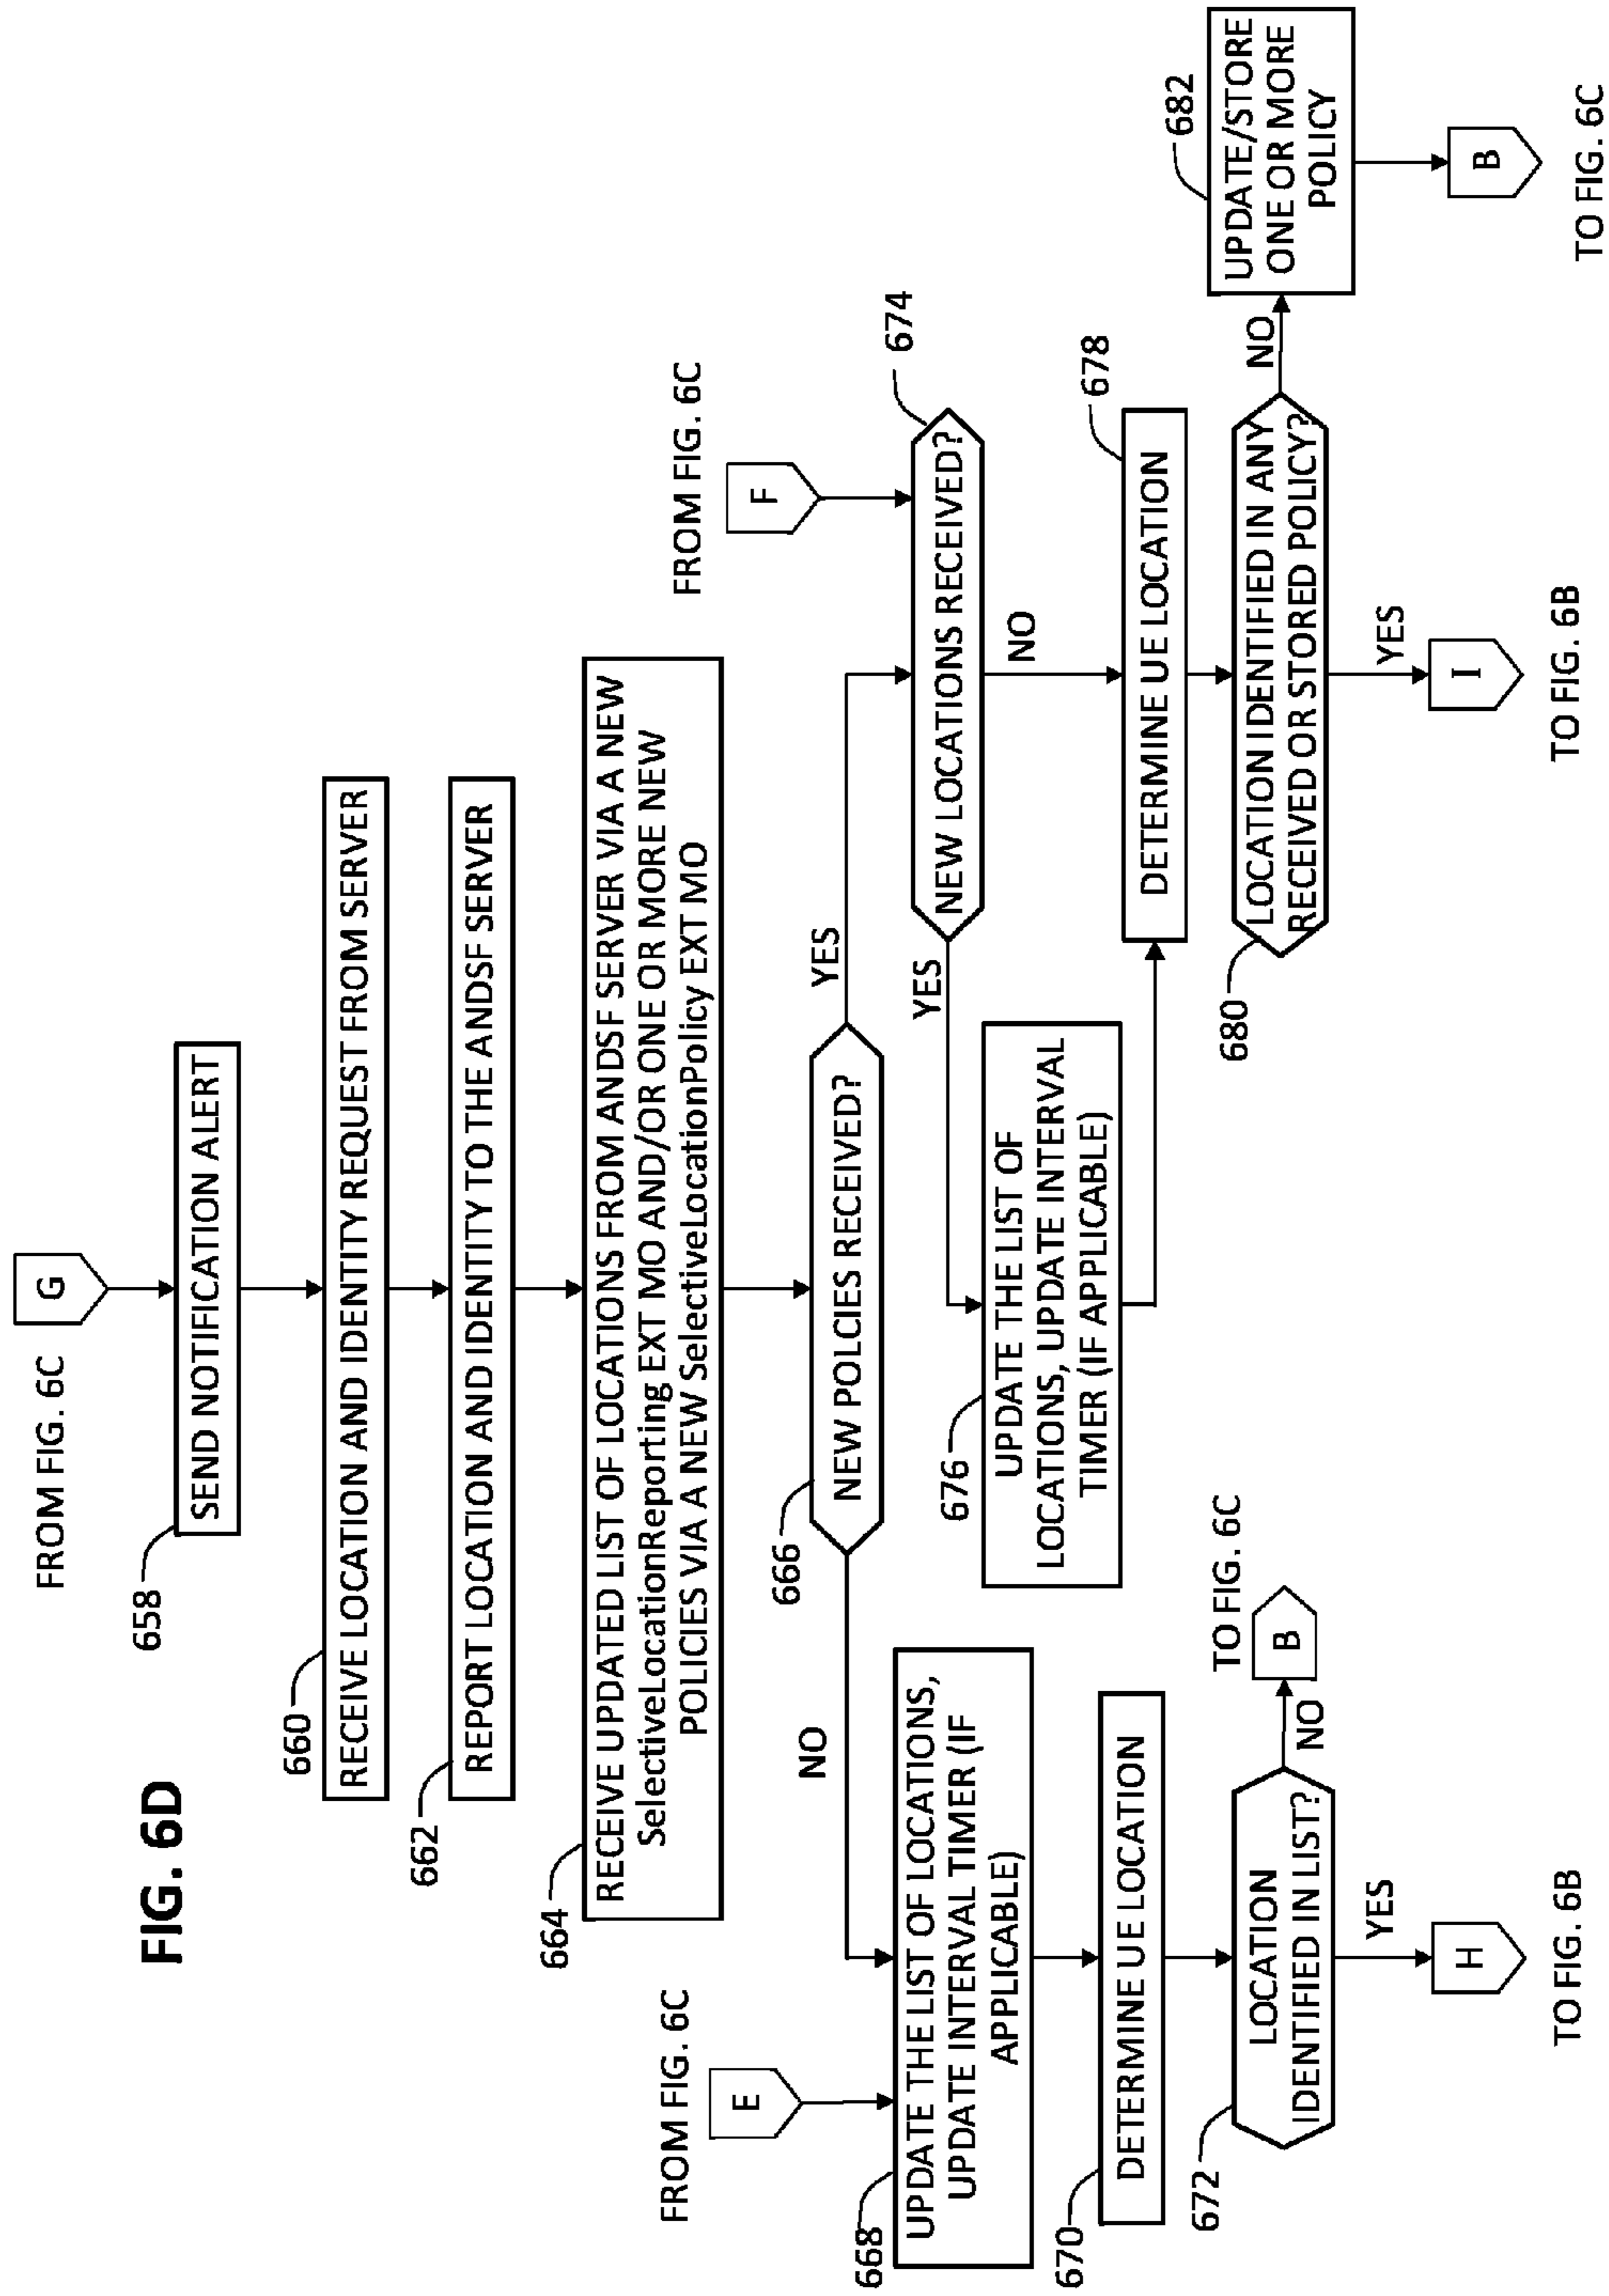 FIG. 6D
FROM FIG. 6C
G
658
SEND NOTIFICATION ALERT
660
RECEIVE LOCATION AND IDENTITY REQUEST FROM SERVER
662
REPORT LOCATION AND IDENTITY TO THE ANDSF SERVER
664
RECEIVE UPDATED LIST OF LOCATIONS FROM ANDSF SERVER VIA A NEW
SelectiveLocationReporting EXT MO AND/OR ONE OR MORE NEW
POLICIES VIA A NEW SelectiveLocationPolicy EXT MO
666
NEW POLCIES RECEIVED?
NO
YES
FROM FIG. 6C
E
668
UPDATE THE LIST OF LOCATIONS,
UPDATE INTERVAL TIMER (IF
APPLICABLE)
670
DETERMINE UE LOCATION
672
LOCATION
IDENTIFIED IN LIST?
NO
TO FIG. 6C
B
YES
H
TO FIG. 6B
FROM FIG. 6C
F
674
NEW LOCATIONS RECEIVED?
YES
NO
676
UPDATE THE LIST OF
LOCATIONS, UPDATE INTERVAL
TIMER (IF APPLICABLE)
678
DETERMINE UE LOCATION
680
LOCATION IDENTIFIED IN ANY
RECEIVED OR STORED POLICY?
NO
YES
I
TO FIG. 6B
682
UPDATE/STORE
ONE OR MORE
POLICY
B
TO FIG. 6C